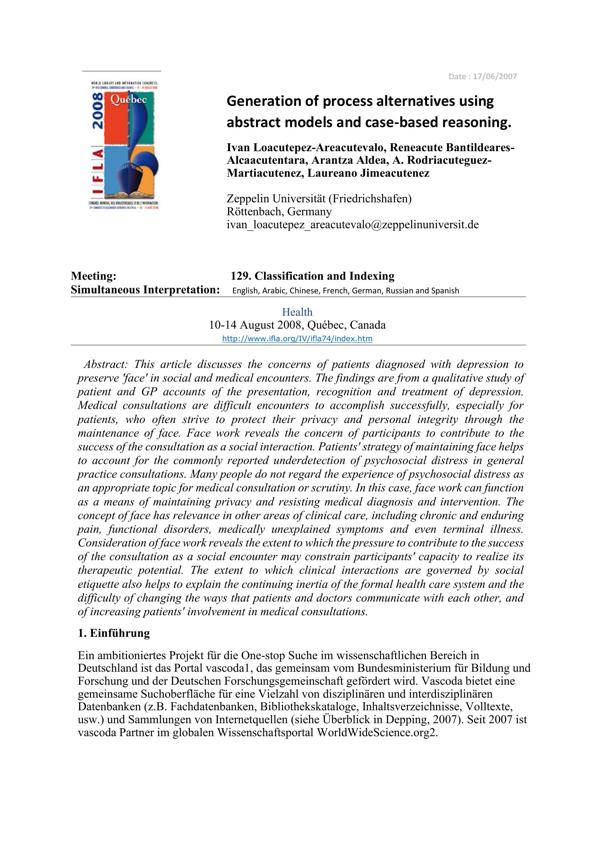 Date : 17/06/2007
WORLD LIBRARY AND INFORMATION CONGRESS:
2008
Québec
IFLA
Generation of process alternatives using
abstract models and case-based reasoning.
Ivan Loacutepez-Areacutevalo, Reneacute Bantildeares-
Alcaacutentara, Arantza Aldea, A. Rodriacuteguez-
Martiacutenez, Laureano Jimeacutenez
Zeppelin Universität (Friedrichshafen)
Röttenbach, Germany
ivan_loacutepez_areacutevalo@zeppelinuniversit.de
Meeting: 129. Classification and Indexing
Simultaneous Interpretation: English, Arabic, Chinese, French, German, Russian and Spanish
Health
10-14 August 2008, Québec, Canada
http://www.ifla.org/IV/ifla74/index.htm
Abstract: This article discusses the concerns of patients diagnosed with depression to
preserve 'face' in social and medical encounters. The findings are from a qualitative study of
patient and GP accounts of the presentation, recognition and treatment of depression.
Medical consultations are difficult encounters to accomplish successfully, especially for
patients, who often strive to protect their privacy and personal integrity through the
maintenance of face. Face work reveals the concern of participants to contribute to the
success of the consultation as a social interaction. Patients' strategy of maintaining face helps
to account for the commonly reported underdetection of psychosocial distress in general
practice consultations. Many people do not regard the experience of psychosocial distress as
an appropriate topic for medical consultation or scrutiny. In this case, face work can function
as a means of maintaining privacy and resisting medical diagnosis and intervention. The
concept of face has relevance in other areas of clinical care, including chronic and enduring
pain, functional disorders, medically unexplained symptoms and even terminal illness.
Consideration of face work reveals the extent to which the pressure to contribute to the success
of the consultation as a social encounter may constrain participants' capacity to realize its
therapeutic potential. The extent to which clinical interactions are governed by social
etiquette also helps to explain the continuing inertia of the formal health care system and the
difficulty of changing the ways that patients and doctors communicate with each other, and
of increasing patients' involvement in medical consultations.
1. Einführung
Ein ambitioniertes Projekt für die One-stop Suche im wissenschaftlichen Bereich in
Deutschland ist das Portal vascoda1, das gemeinsam vom Bundesministerium für Bildung und
Forschung und der Deutschen Forschungsgemeinschaft gefördert wird. Vascoda bietet eine
gemeinsame Suchoberfläche für eine Vielzahl von disziplinären und interdisziplinären
Datenbanken (z.B. Fachdatenbanken, Bibliothekskataloge, Inhaltsverzeichnisse, Volltexte,
usw.) und Sammlungen von Internetquellen (siehe Überblick in Depping, 2007). Seit 2007 ist
vascoda Partner im globalen Wissenschaftsportal WorldWideScience.org2.